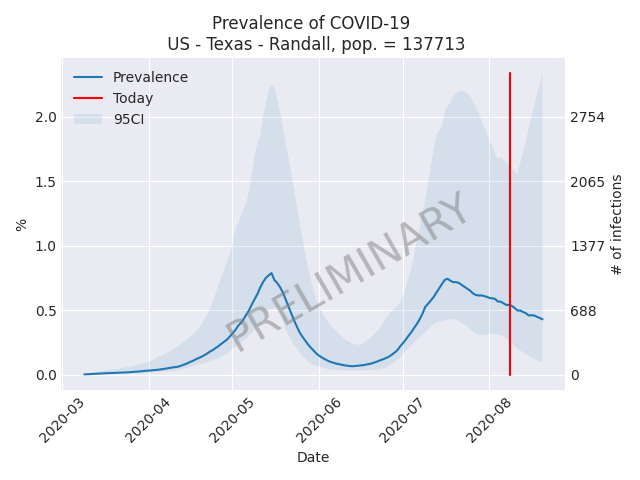 Prevalence of COVID-19
US - Texas - Randall, pop. = 137713
Prevalence
Today
95CI
2.0
1.5
1.0
0.5
0.0
%
2754
2065
1377
688
0
# of infections
PRELIMINARY
2020-03
2020-04
2020-05
2020-06
2020-07
2020-08
Date